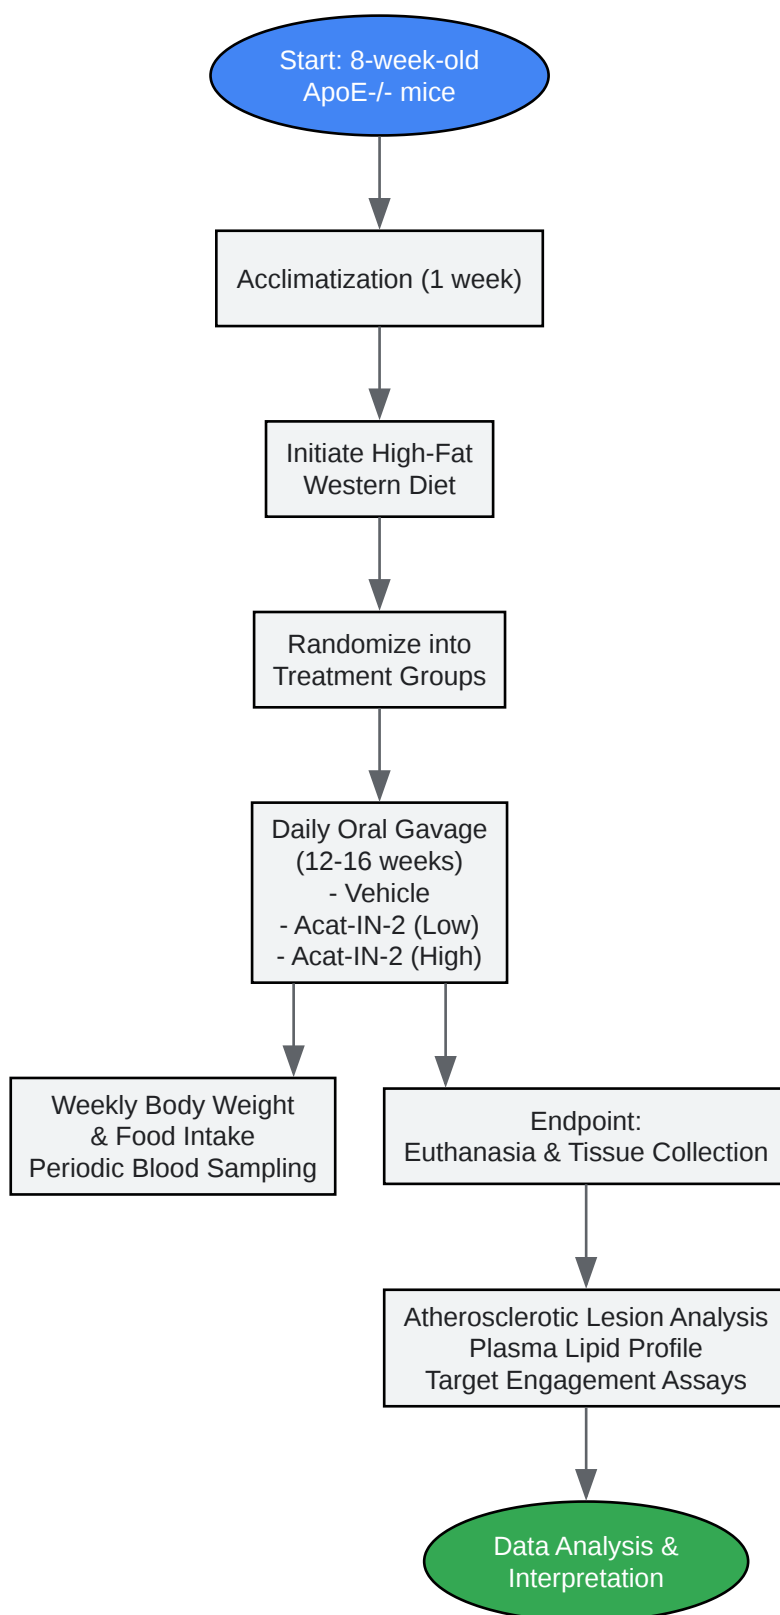 Start: 8-week-old
ApoE-/- mice
Acclimatization (1 week)
Initiate High-Fat
Western Diet
Randomize into
Treatment Groups
Daily Oral Gavage
(12-16 weeks)
- Vehicle
- Acat-IN-2 (Low)
- Acat-IN-2 (High)
Weekly Body Weight
& Food Intake
Periodic Blood Sampling
Endpoint:
Euthanasia & Tissue Collection
Atherosclerotic Lesion Analysis
Plasma Lipid Profile
Target Engagement Assays
Data Analysis &
Interpretation